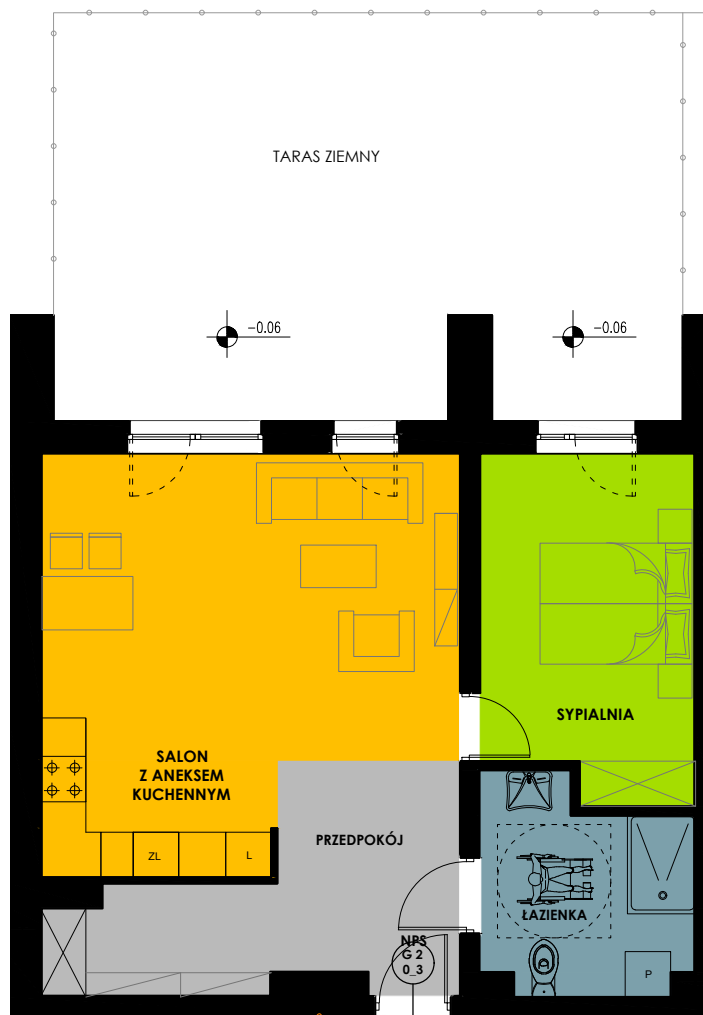 TARAS ZIEMNY
-0.06
-0.06
SYPIALNIA
SALON
Z ANEKSEM
KUCHENNYM
PRZEDPOKÓJ
ZL
L
ŁAZIENKA
NPS
G 2
0_3
P